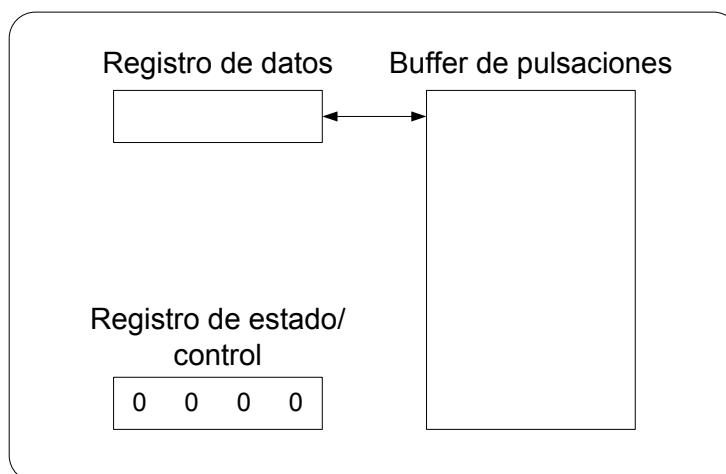 Registro de datos
Buffer de pulsaciones
Registro de estado/
control
0 0 0 0